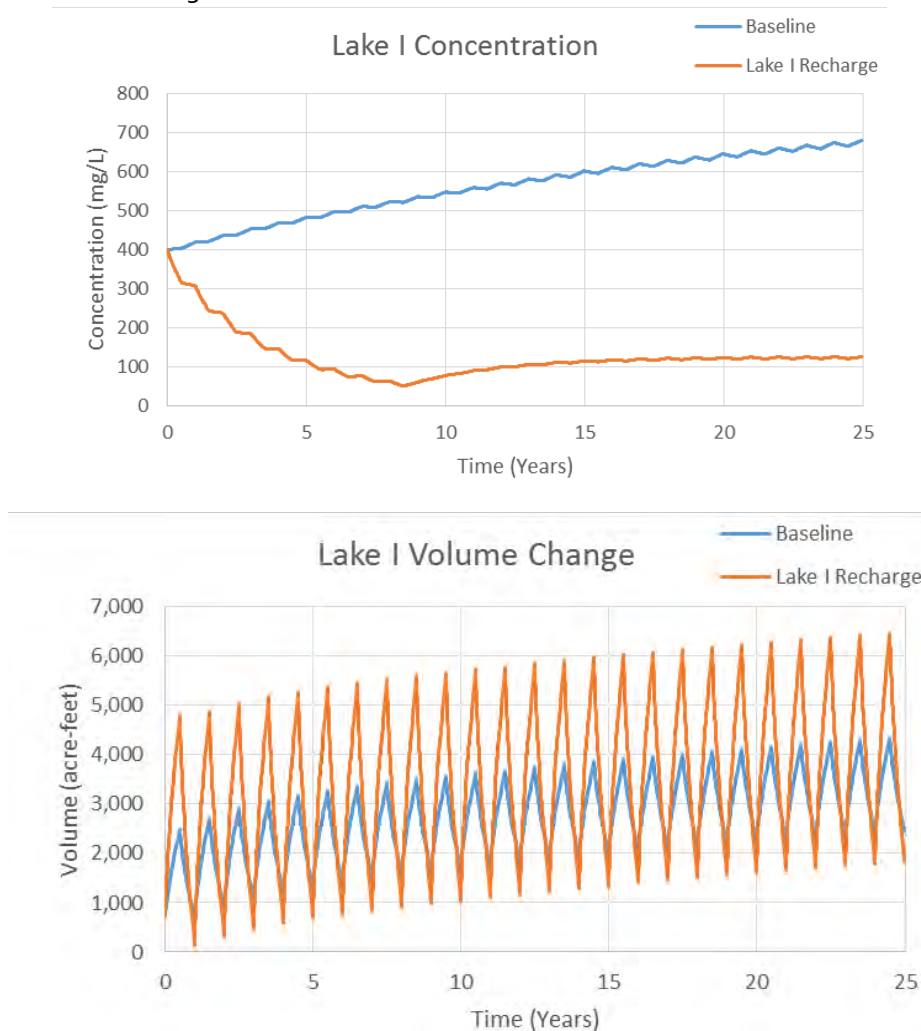 Lake I Concentration
Baseline
Lake I Recharge
Concentration (mg/L)
800
700
600
500
400
300
200
100
0
0 5 10 15 20 25
Time (Years)
Lake I Volume Change
Baseline
Lake I Recharge
Volume (acre-feet)
7,000
6,000
5,000
4,000
3,000
2,000
1,000
0
0 5 10 15 20 25
Time (Years)